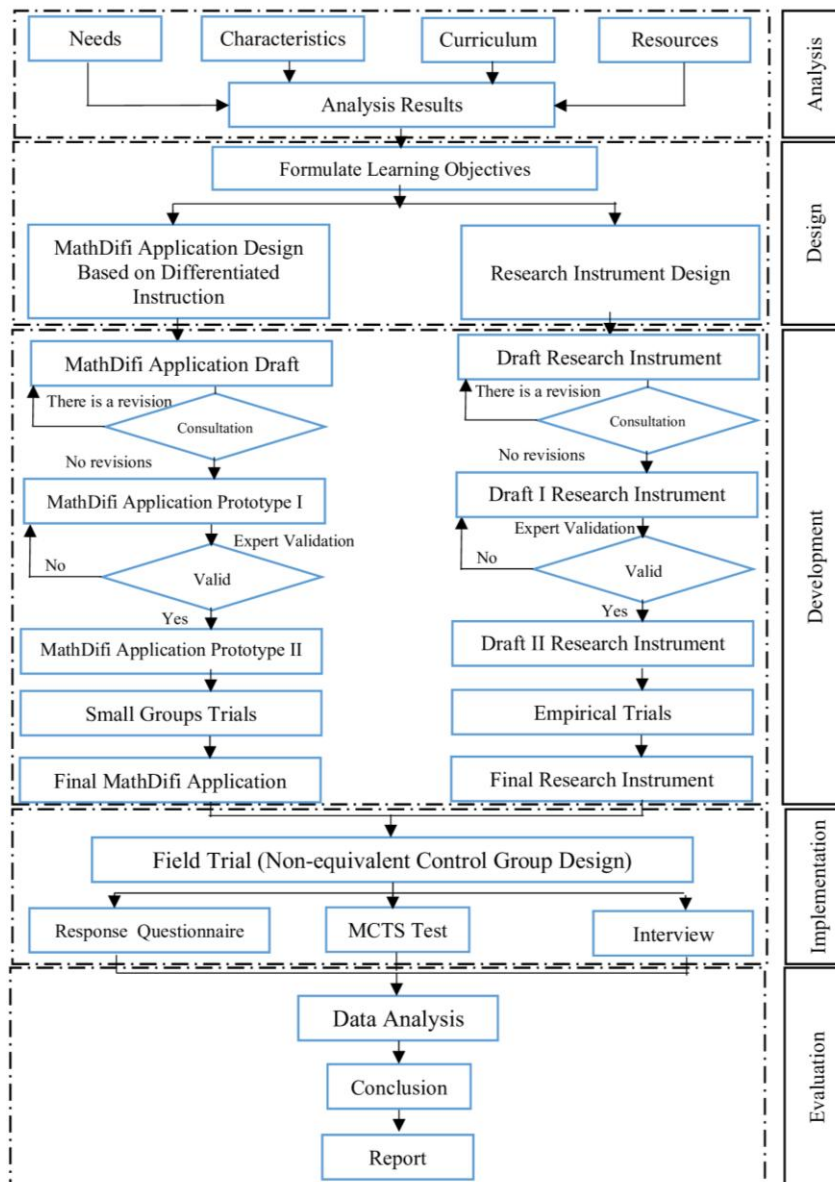 Needs
Characteristics
Curriculum
Resources
Analysis Results
Analysis
Formulate Learning Objectives
MathDifi Application Design
Based on Differentiated
Instruction
Research Instrument Design
Design
MathDifi Application Draft
There is a revision
Consultation
No revisions
MathDifi Application Prototype I
Expert Validation
No
Valid
Yes
MathDifi Application Prototype II
Small Groups Trials
Final MathDifi Application
Draft Research Instrument
There is a revision
Consultation
No revisions
Draft I Research Instrument
Expert Validation
No
Valid
Yes
Draft II Research Instrument
Empirical Trials
Final Research Instrument
Development
Field Trial (Non-equivalent Control Group Design)
Response Questionnaire
MCTS Test
Interview
Implementation
Data Analysis
Conclusion
Report
Evaluation